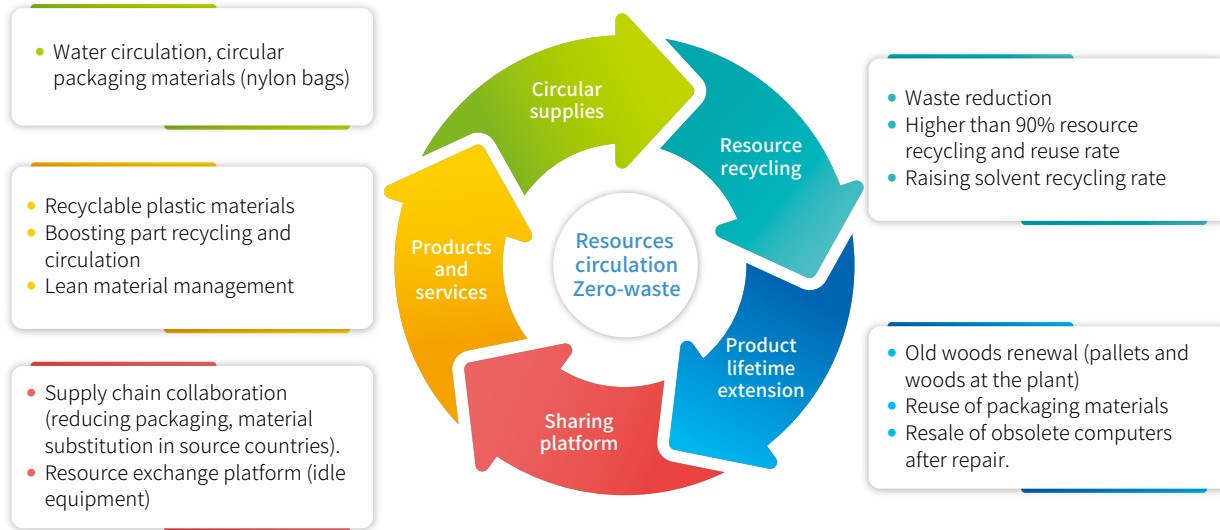 Water circulation, circular
packaging materials (nylon bags)
Recyclable plastic materials
Boosting part recycling and
circulation
Lean material management
Supply chain collaboration
(reducing packaging, material
substitution in source countries).
Resource exchange platform (idle
equipment)
Circular
supplies
Resource
recycling
Product
lifetime
extension
Sharing
platform
Products
and
services
Resources
circulation
Zero-waste
Waste reduction
Higher than 90% resource
recycling and reuse rate
Raising solvent recycling rate
Old woods renewal (pallets and
woods at the plant)
Reuse of packaging materials
Resale of obsolete computers
after repair.